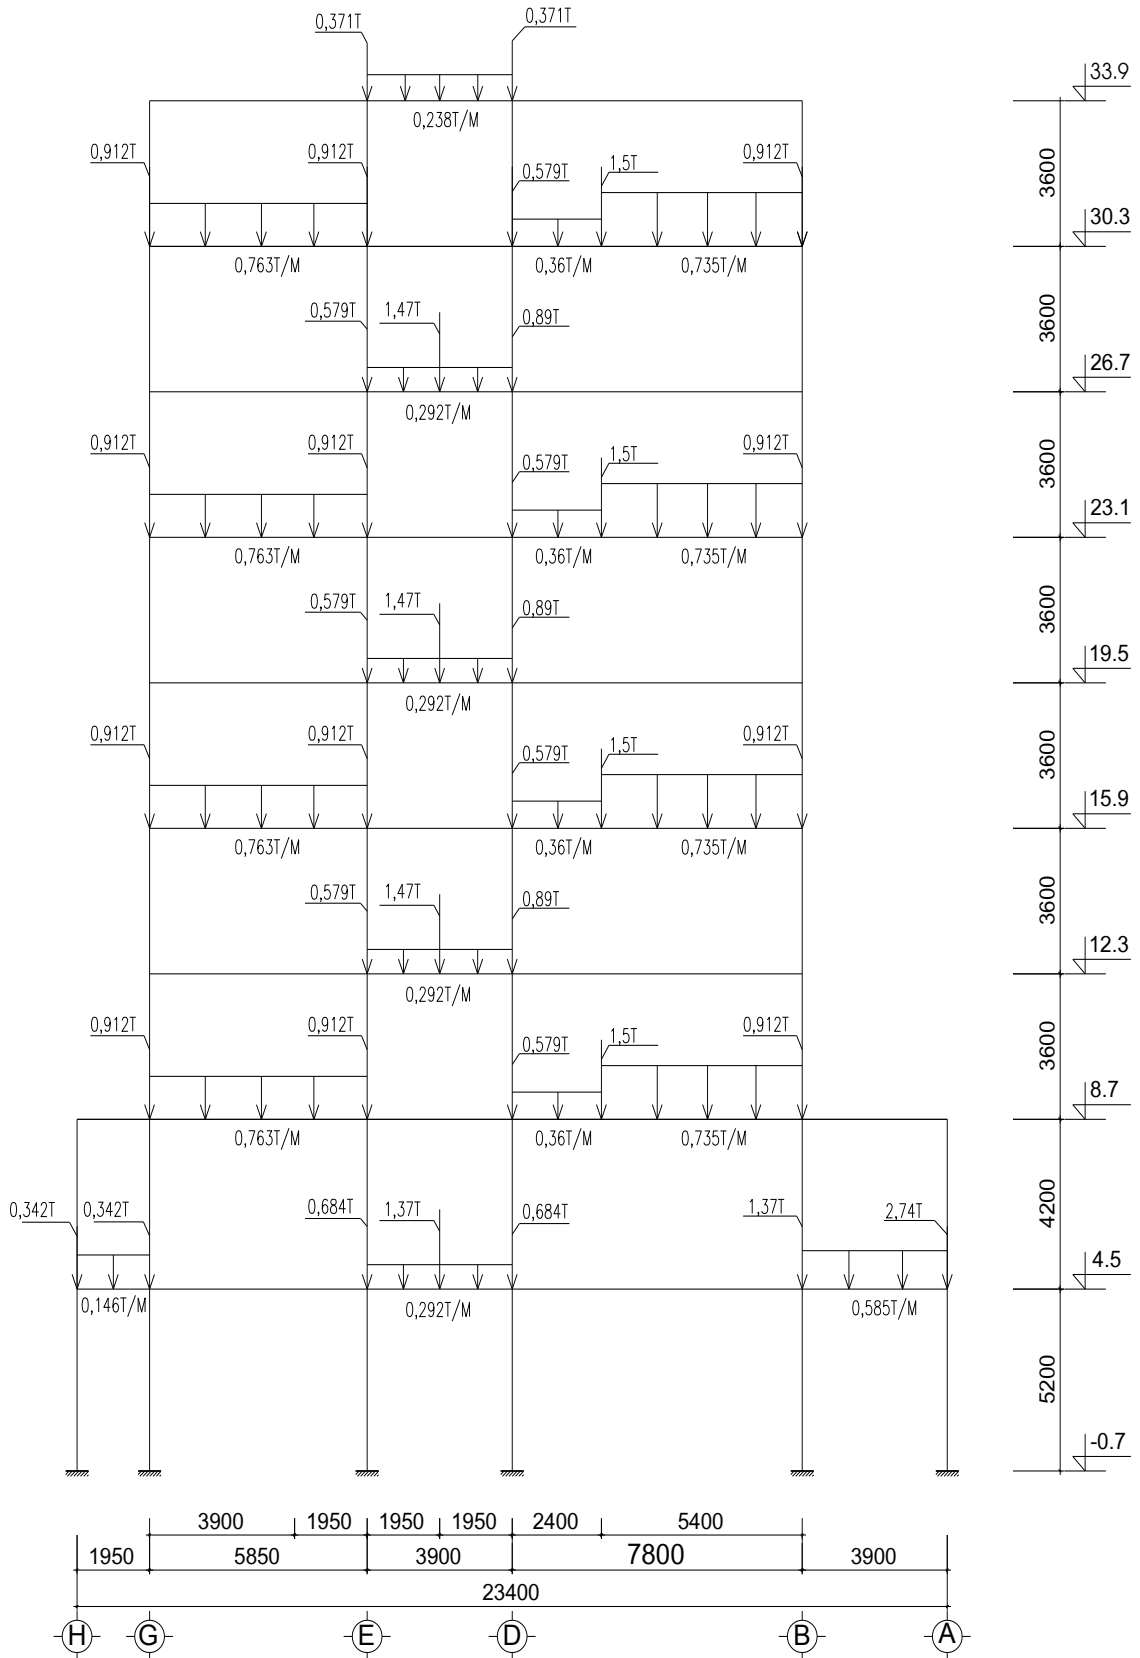 0,371T 0,371T
33.9
0,238T/M
0,912T 0,912T 0,579T 1,5T 0,912T
3600
30.3
0,763T/M 0,36T/M 0,735T/M
0,579T 1,47T 0,89T
3600
26.7
0,292T/M
0,912T 0,912T 0,579T 1,5T 0,912T
3600
23.1
0,763T/M 0,36T/M 0,735T/M
0,579T 1,47T 0,89T
3600
19.5
0,292T/M
0,912T 0,912T 0,579T 1,5T 0,912T
3600
15.9
0,763T/M 0,36T/M 0,735T/M
0,579T 1,47T 0,89T
3600
12.3
0,292T/M
0,912T 0,912T 0,579T 1,5T 0,912T
3600
8.7
0,763T/M 0,36T/M 0,735T/M
0,342T 0,342T 0,684T 1,37T 0,684T 1,37T 2,74T
4200
4.5
0,146T/M 0,292T/M 0,585T/M
5200
-0.7
3900 1950 1950 1950 2400 5400
1950 5850 3900 7800 3900
23400
H G E D B A